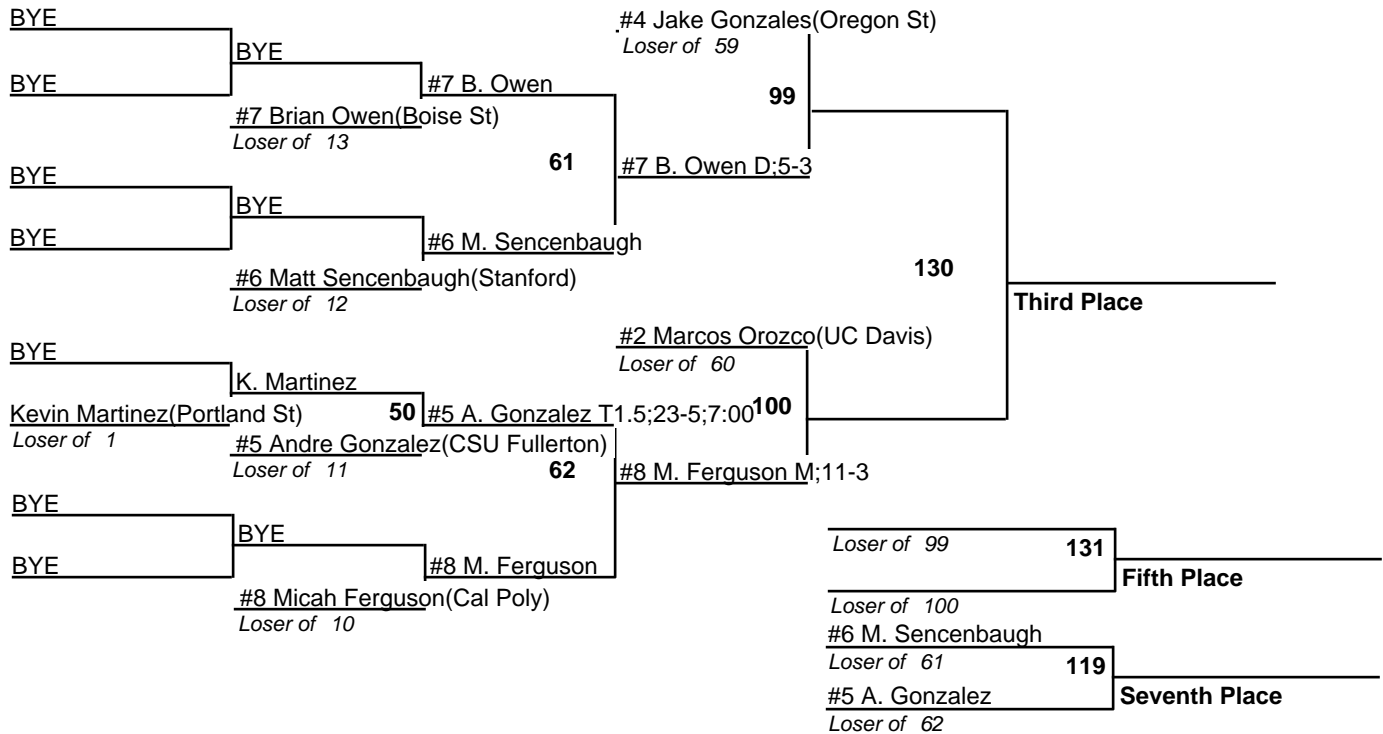 BYE
#4 Jake Gonzales(Oregon St)
Loser of 59
BYE
#7 B. Owen
BYE
99
#7 Brian Owen(Boise St)
Loser of 13
61
#7 B. Owen D;5-3
BYE
BYE
#6 M. Sencenbaugh
BYE
130
#6 Matt Sencenbaugh(Stanford)
Loser of 12
Third Place
#2 Marcos Orozco(UC Davis)
Loser of 60
BYE
K. Martinez
Kevin Martinez(Portland St)
50
#5 A. Gonzalez T1.5;23-5;7:00
100
Loser of 1
#5 Andre Gonzalez(CSU Fullerton)
Loser of 11
62
#8 M. Ferguson M;11-3
BYE
BYE
#8 M. Ferguson
BYE
#8 Micah Ferguson(Cal Poly)
Loser of 10
Loser of 99
131
Fifth Place
Loser of 100
#6 M. Sencenbaugh
Loser of 61
119
#5 A. Gonzalez
Seventh Place
Loser of 62